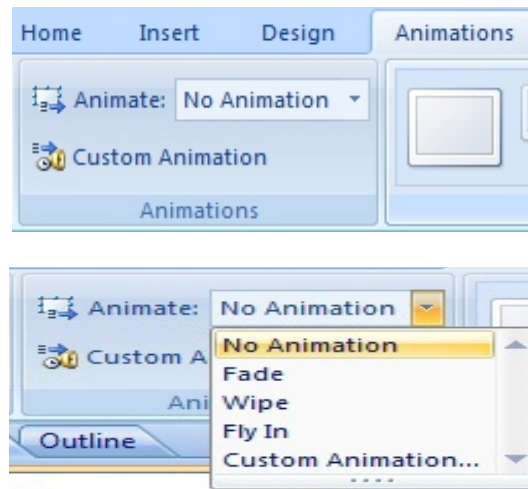 Home Insert Design Animations
Animate: No Animation
Custom Animation
Animations
Animate: No Animation
Custom A No Animation
Fade
Ani Wipe
Fly In
Outline
Custom Animation...